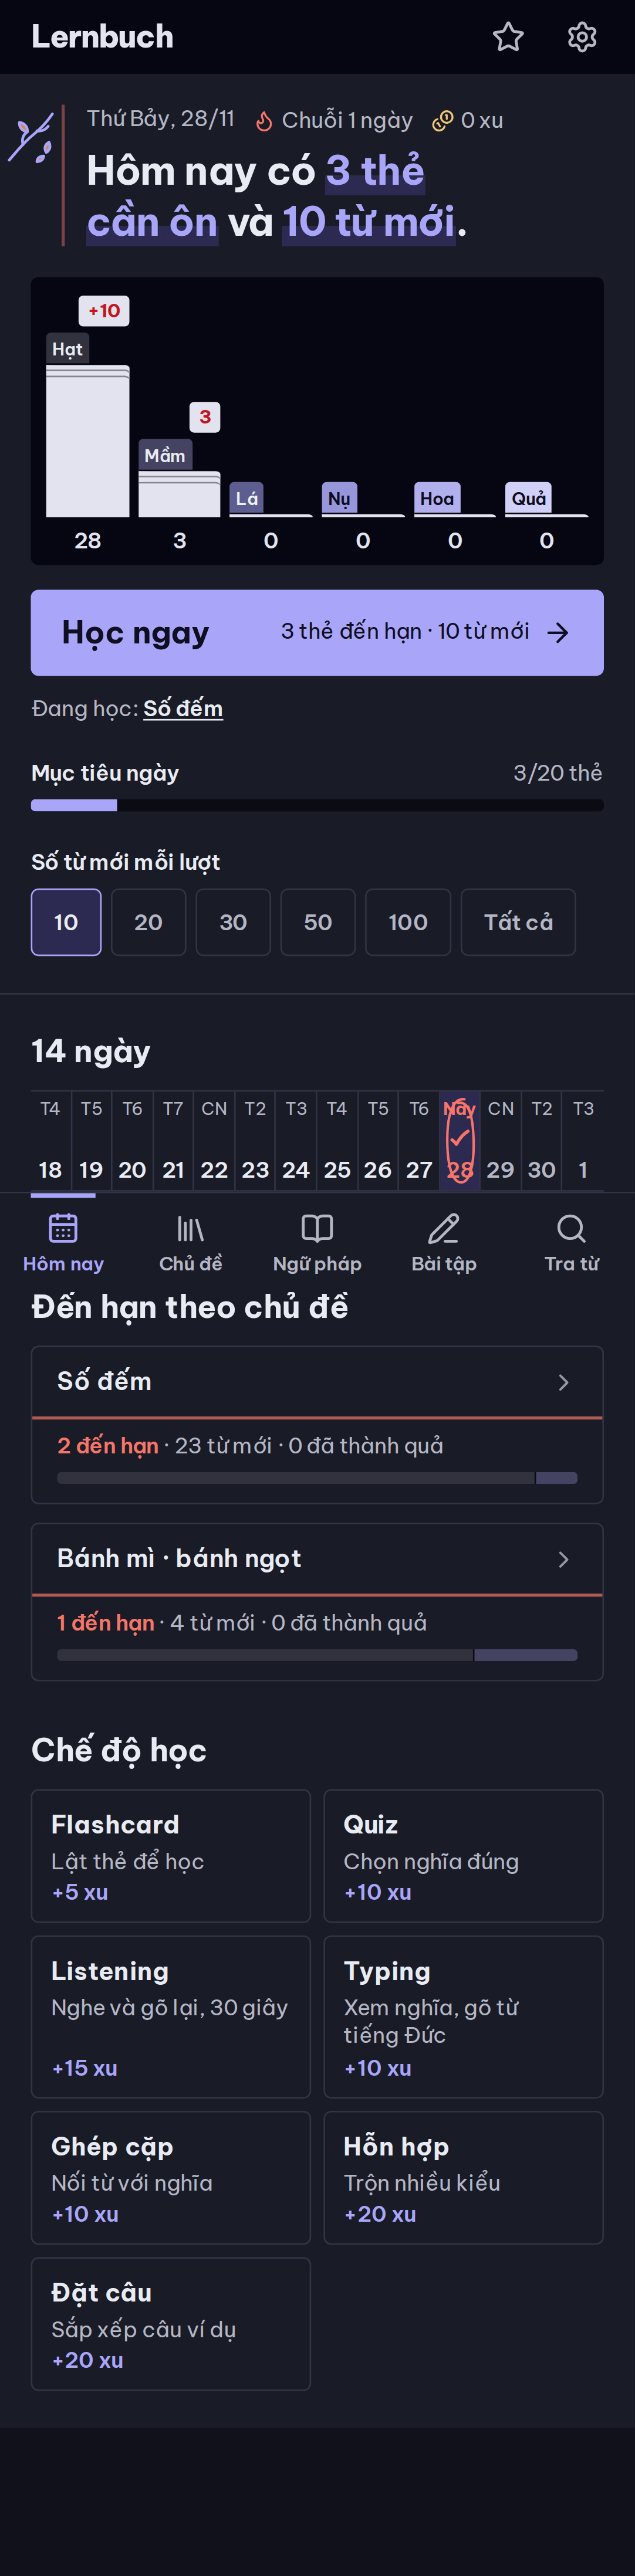 Lernbuch
Thứ Bảy, 28/11 Chuỗi 1 ngày 0 xu
Hôm nay có 3 thẻ
cần ôn và 10 từ mới.
+10
Hạt
3
Mầm
Lá
Nụ
Hoa
Quả
28 3 0 0 0 0
Học ngay 3 thẻ đến hạn · 10 từ mới
Đang học: Số đếm
Mục tiêu ngày 3/20 thẻ
Số từ mới mỗi lượt
10 20 30 50 100 Tất cả
14 ngày
T4 T5 T6 T7 CN T2 T3 T4 T5 T6 Nay CN T2 T3
18 19 20 21 22 23 24 25 26 27 28 29 30 1
Hôm nay Chủ đề Ngữ pháp Bài tập Tra từ
Đến hạn theo chủ đề
Số đếm
2 đến hạn · 23 từ mới · 0 đã thành quả
Bánh mì · bánh ngọt
1 đến hạn · 4 từ mới · 0 đã thành quả
Chế độ học
Flashcard
Lật thẻ để học
+5 xu
Quiz
Chọn nghĩa đúng
+10 xu
Listening
Nghe và gõ lại, 30 giây
+15 xu
Typing
Xem nghĩa, gõ từ
tiếng Đức
+10 xu
Ghép cặp
Nối từ với nghĩa
+10 xu
Hỗn hợp
Trộn nhiều kiểu
+20 xu
Đặt câu
Sắp xếp câu ví dụ
+20 xu